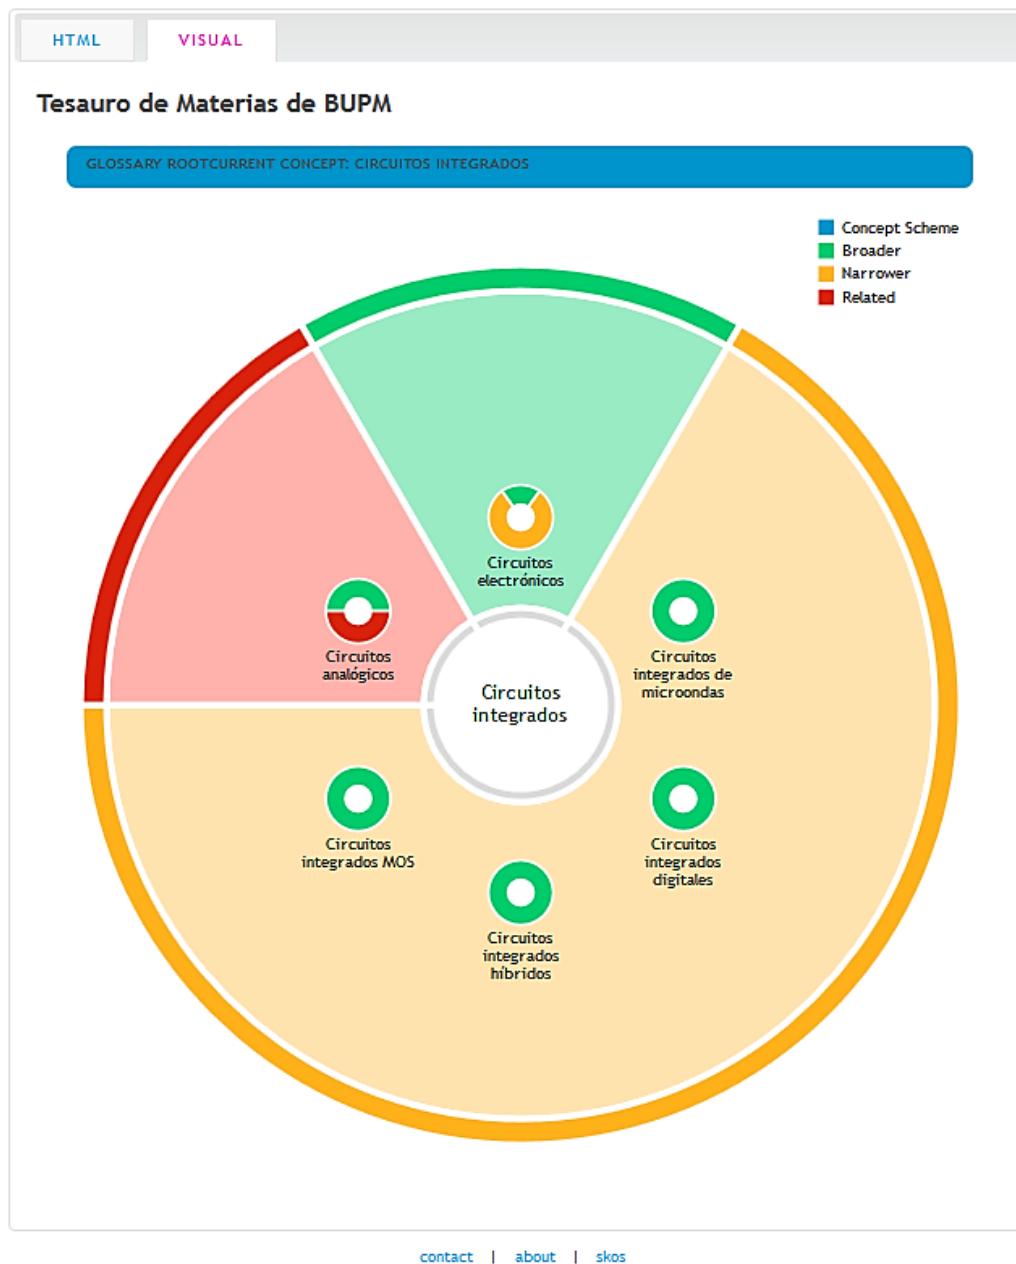 HTML
VISUAL
Tesauro de Materias de BUPM
GLOSSARY ROOTCURRENT CONCEPT: CIRCUITOS INTEGRADOS
Concept Scheme
Broader
Narrower
Related
Circuitos
electrónicos
Circuitos
analógicos
Circuitos
integrados de
microondas
Circuitos
integrados
Circuitos
integrados MOS
Circuitos
integrados
digitales
Circuitos
integrados
híbridos
contact | about | skos